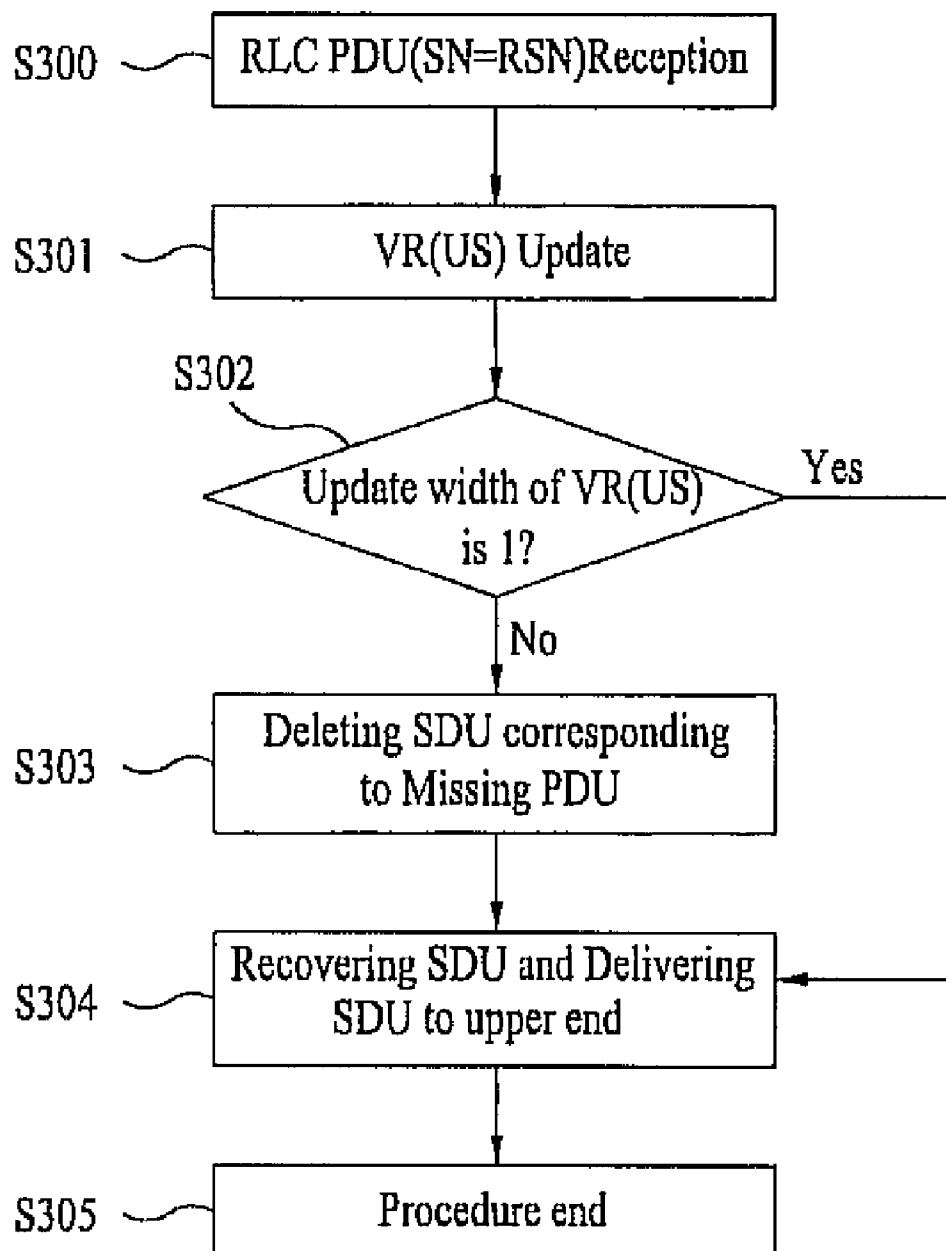 S300
RLC PDU(SN=RSN)Reception
S301
VR(US) Update
S302
Update width of VR(US)
is 1?
Yes
No
S303
Deleting SDU corresponding
to Missing PDU
S304
Recovering SDU and Delivering
SDU to upper end
S305
Procedure end